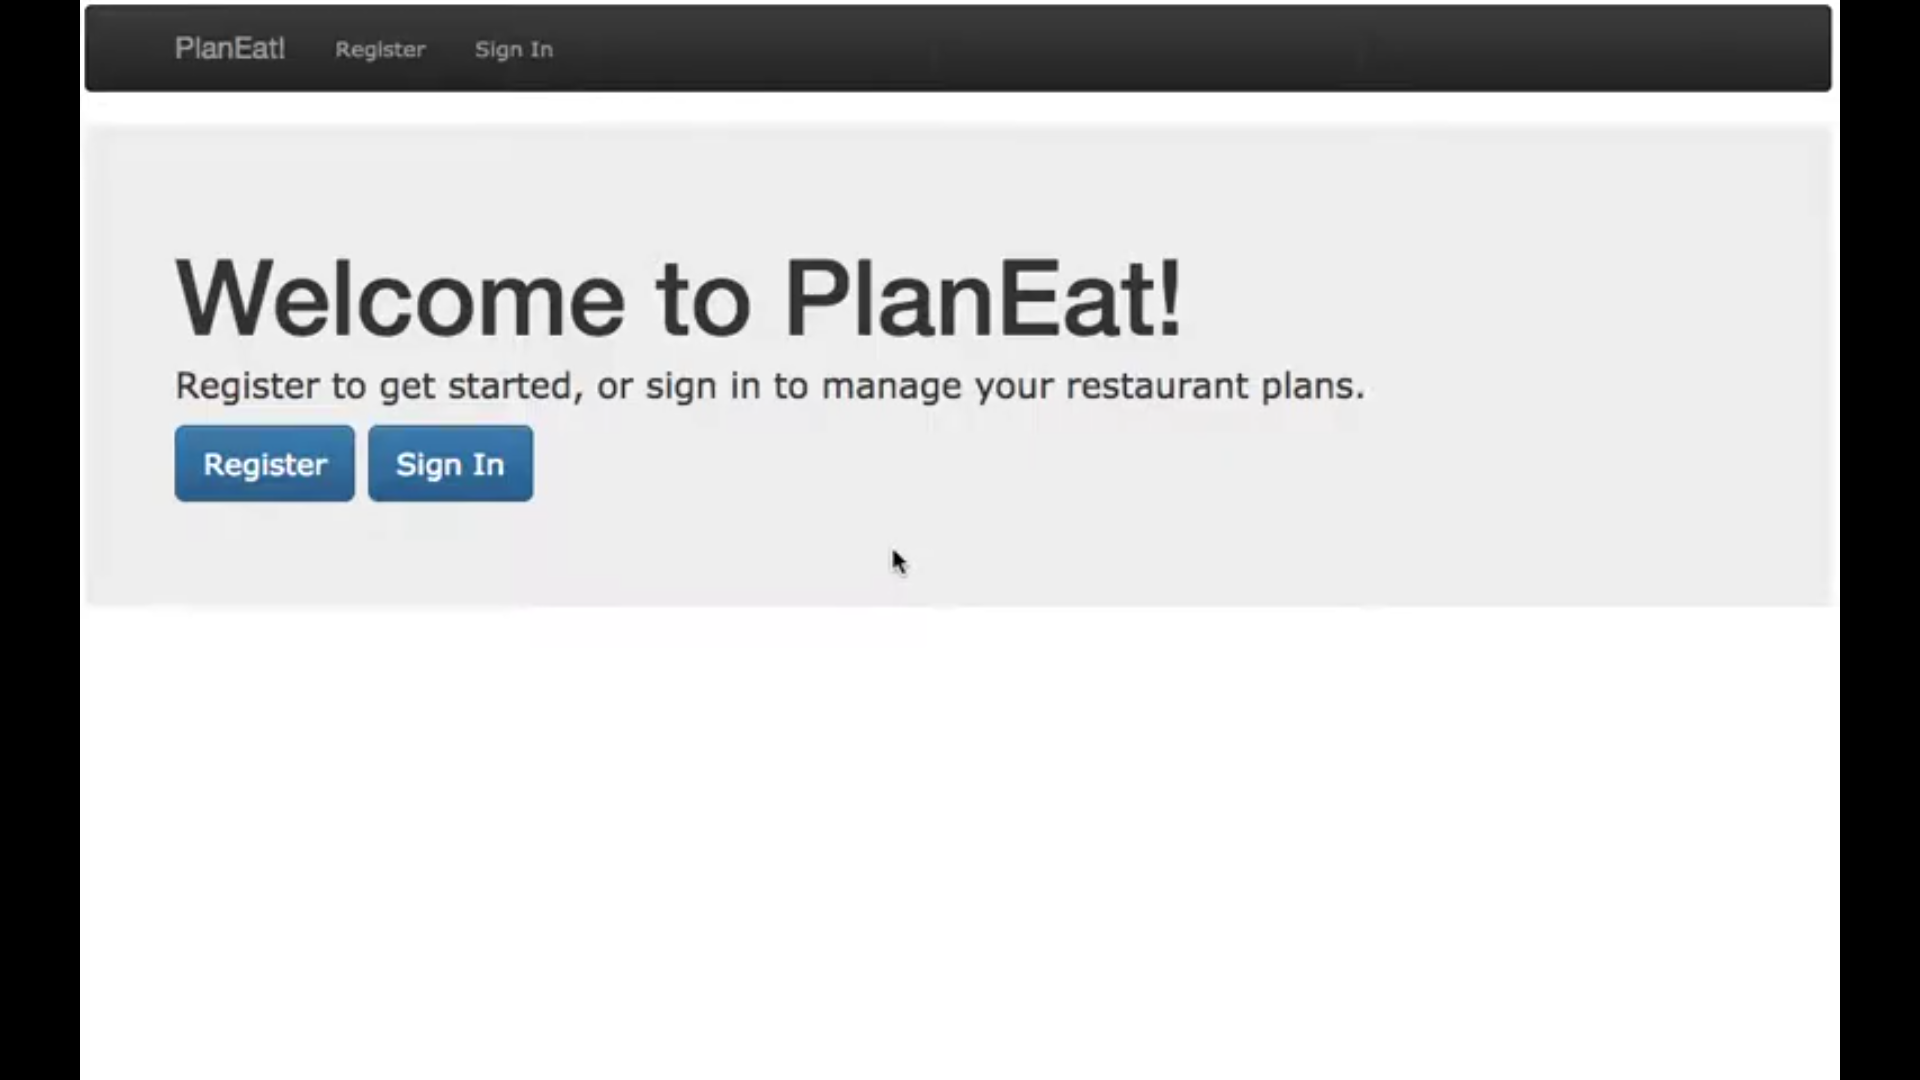 PlanEat! Register Sign In
Welcome to PlanEat!
Register to get started, or sign in to manage your restaurant plans.
Register Sign In